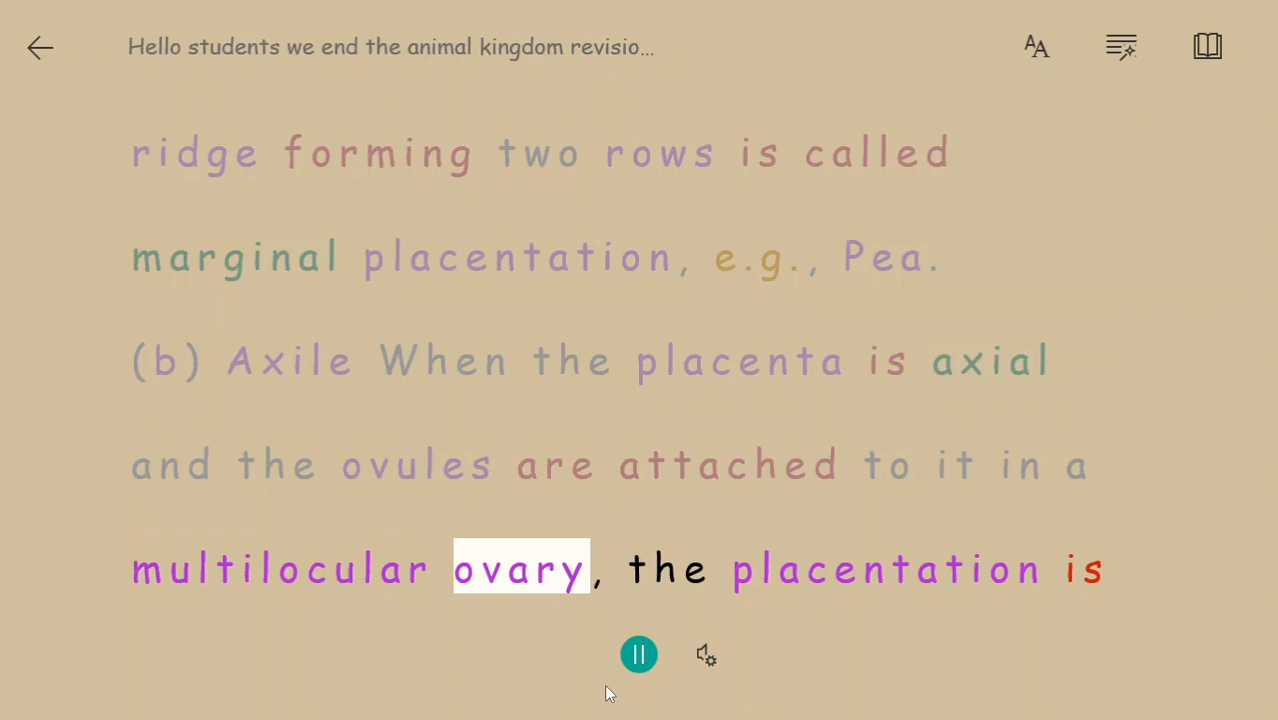 Hello students we end the animal kingdom revisio...
AA
ridge forming two rows is called
marginal placentation, e.g., Pea.
(b) Axile When the placenta is axial
and the ovules are attached to it in a
multilocular ovary, the placentation is